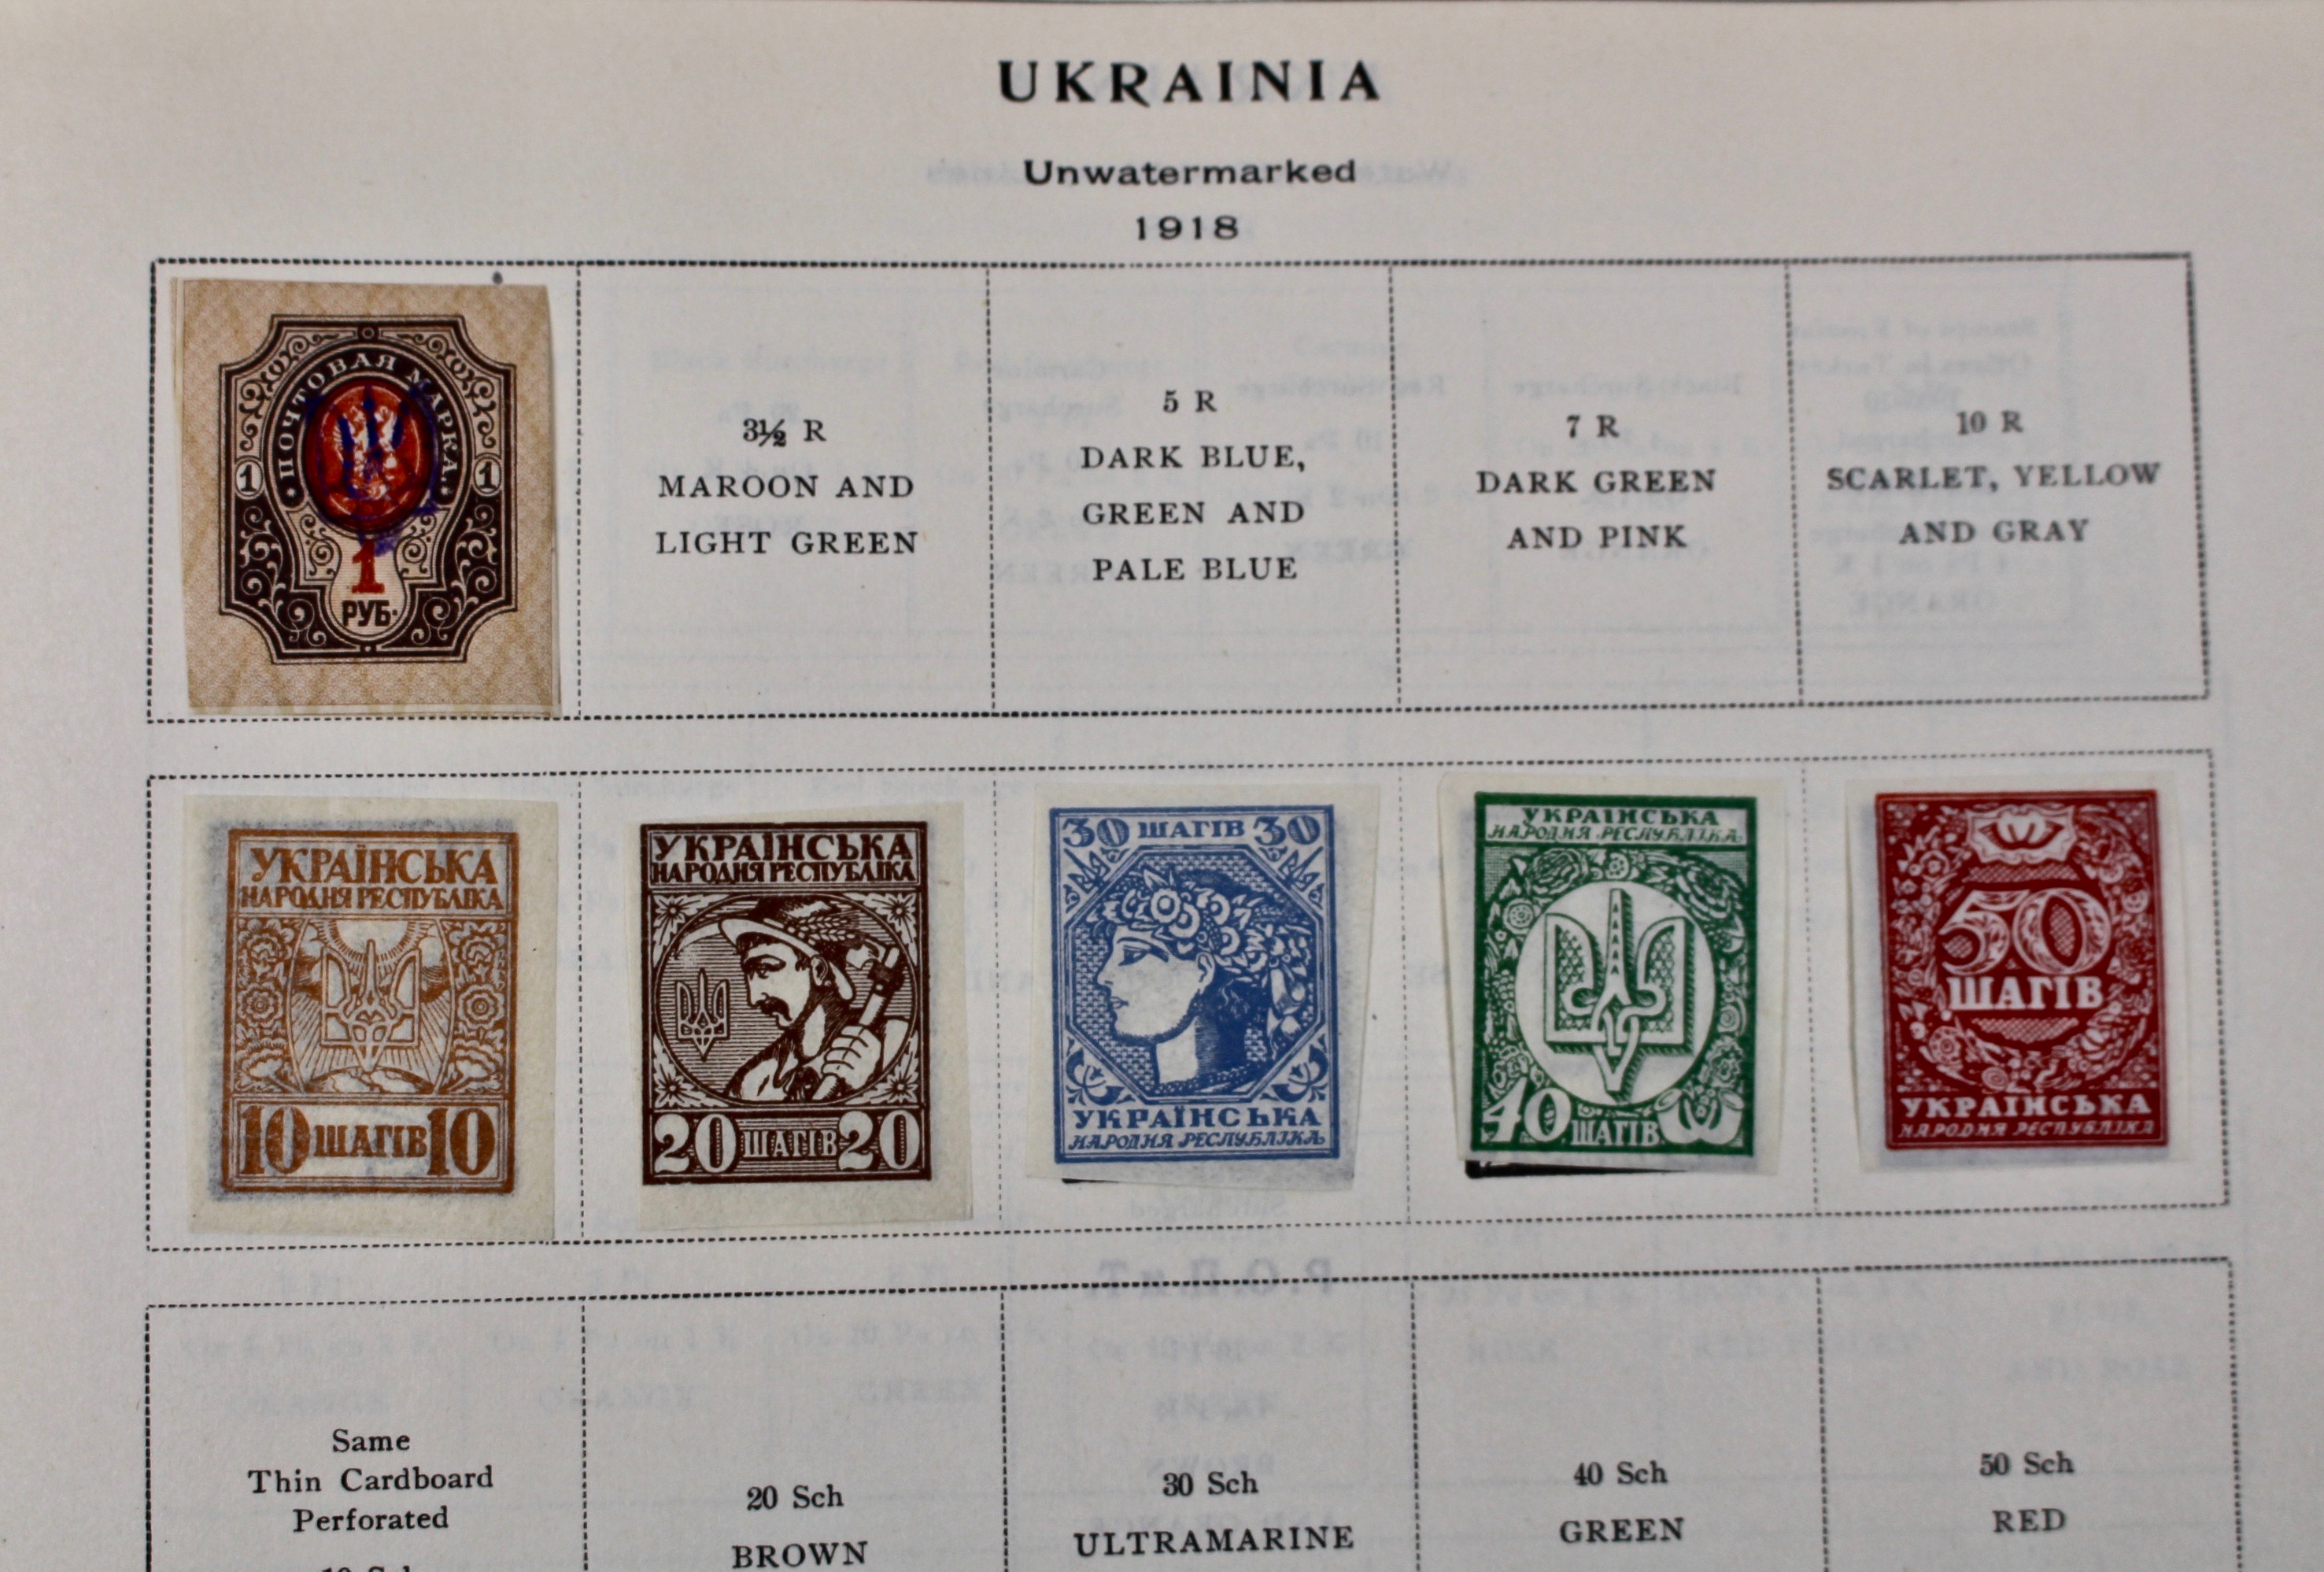 UKRAINIA
Unwatermarked
1918
ПОЧТОВАЯ МАРКА.
1 1
1
РУБ.
3½ R
MAROON AND
LIGHT GREEN
5 R
DARK BLUE,
GREEN AND
PALE BLUE
7 R
DARK GREEN
AND PINK
10 R
SCARLET, YELLOW
AND GRAY
УКРАЇНСЬКА
НАРОДНЯ РЕСПУБЛІКА
10 ШАГІВ 10
УКРАЇНСЬКА
НАРОДНЯ РЕСПУБЛІКА
20 ШАГІВ 20
30 ШАГІВ 30
УКРАЇНСЬКА
НАРОДНЯ РЕСПУБЛІКА
УКРАЇНСЬКА
НАРОДНЯ РЕСПУБЛІКА
40 ШАГІВ
50
ШАГІВ
УКРАЇНСЬКА
НАРОДНЯ РЕСПУБЛІКА
Same
Thin Cardboard
Perforated
10 Sch
20 Sch
BROWN
30 Sch
ULTRAMARINE
40 Sch
GREEN
50 Sch
RED